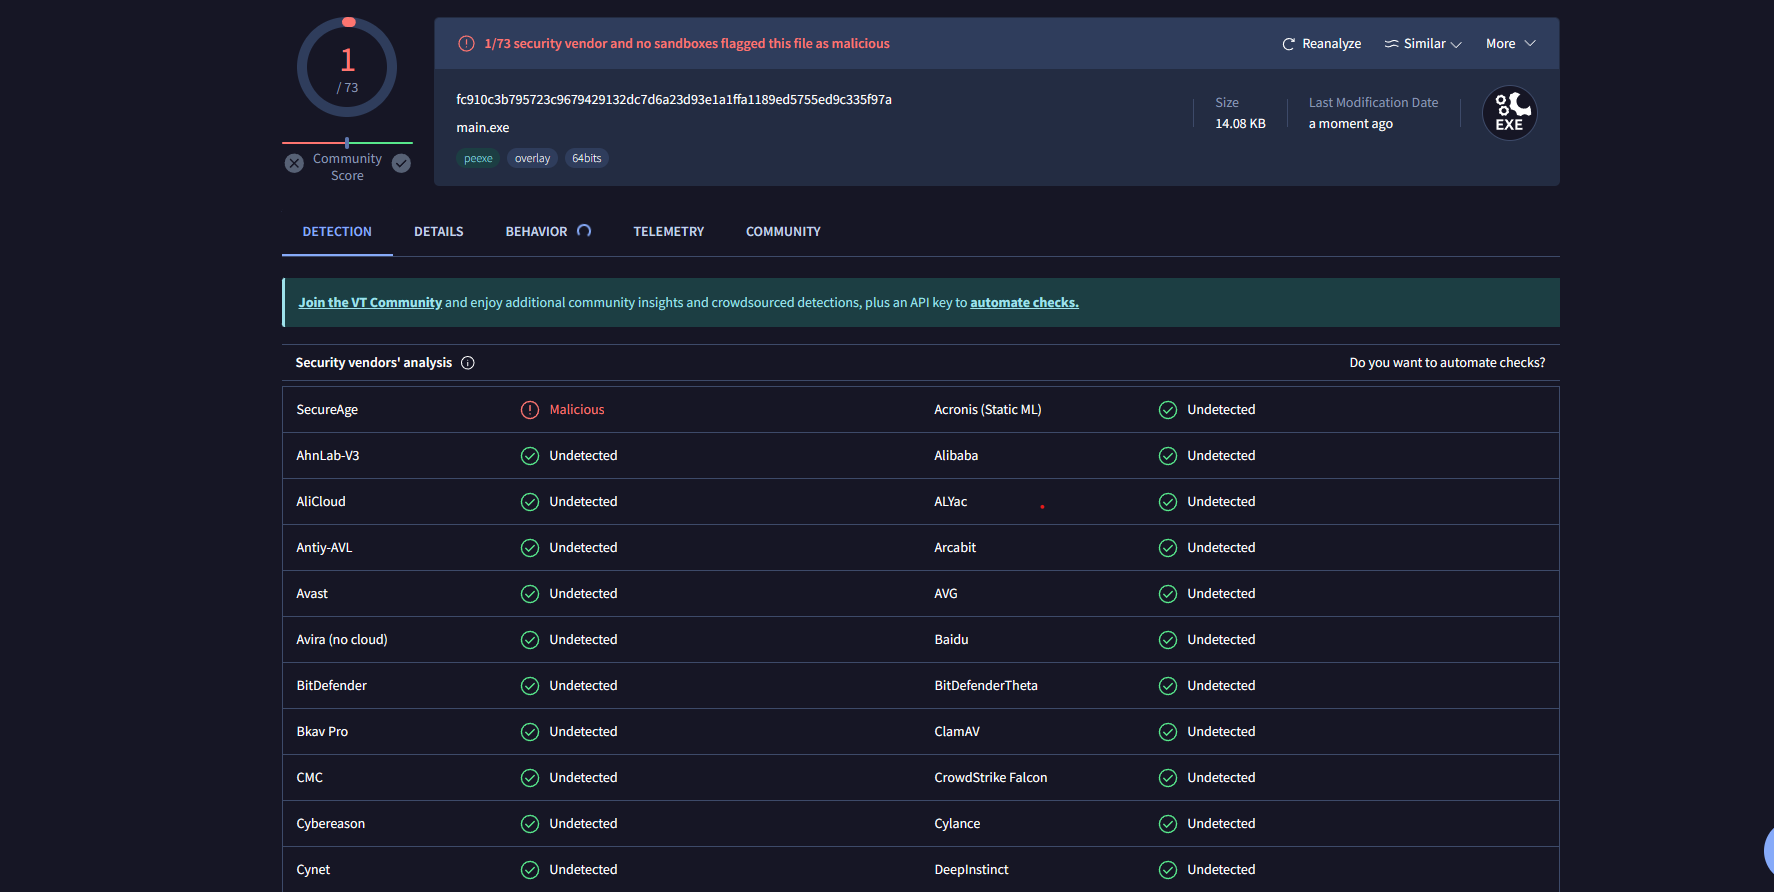 1
/ 73
Community
Score
1/73 security vendor and no sandboxes flagged this file as malicious
Reanalyze
Similar
More
fc910c3b795723c9679429132dc7d6a23d93e1a1ffa1189ed5755ed9c335f97a
main.exe
peexe
overlay
64bits
Size
14.08 KB
Last Modification Date
a moment ago
EXE
DETECTION
DETAILS
BEHAVIOR
TELEMETRY
COMMUNITY
Join the VT Community and enjoy additional community insights and crowdsourced detections, plus an API key to automate checks.
Security vendors' analysis
Do you want to automate checks?
SecureAge Malicious Acronis (Static ML) Undetected
AhnLab-V3 Undetected Alibaba Undetected
AliCloud Undetected ALYac Undetected
Antiy-AVL Undetected Arcabit Undetected
Avast Undetected AVG Undetected
Avira (no cloud) Undetected Baidu Undetected
BitDefender Undetected BitDefenderTheta Undetected
Bkav Pro Undetected ClamAV Undetected
CMC Undetected CrowdStrike Falcon Undetected
Cybereason Undetected Cylance Undetected
Cynet Undetected DeepInstinct Undetected